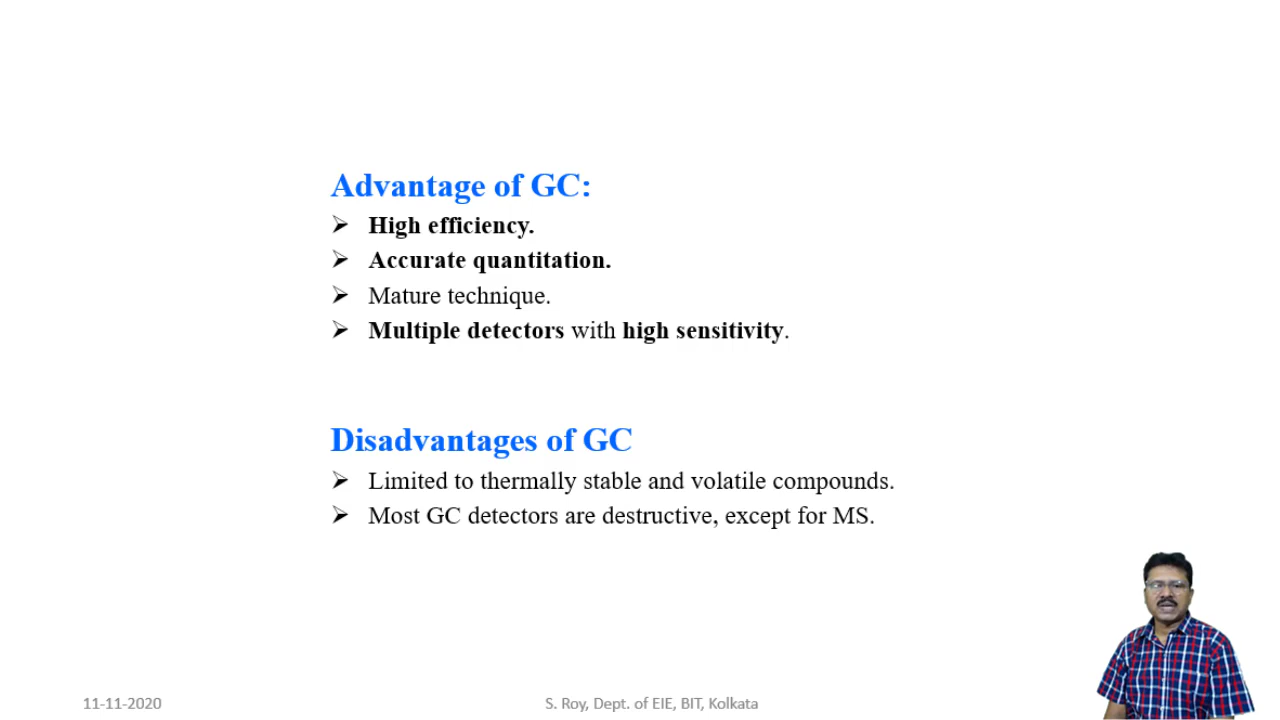 Advantage of GC:
➢ High efficiency.
➢ Accurate quantitation.
➢ Mature technique.
➢ Multiple detectors with high sensitivity.
Disadvantages of GC
➢ Limited to thermally stable and volatile compounds.
➢ Most GC detectors are destructive, except for MS.
11-11-2020
S. Roy, Dept. of EIE, BIT, Kolkata